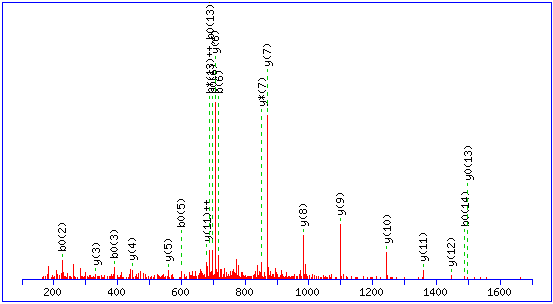 b0(2)
y(3)
b0(3)
y(4)
y(5)
b0(5)
y(11)++
b0(13)
y(6)
b(6)
y*(7)
y(7)
y(8)
y(9)
y(10)
y(11)
y(12)
b0(14)
y0(13)
200 400 600 800 1000 1200 1400 1600